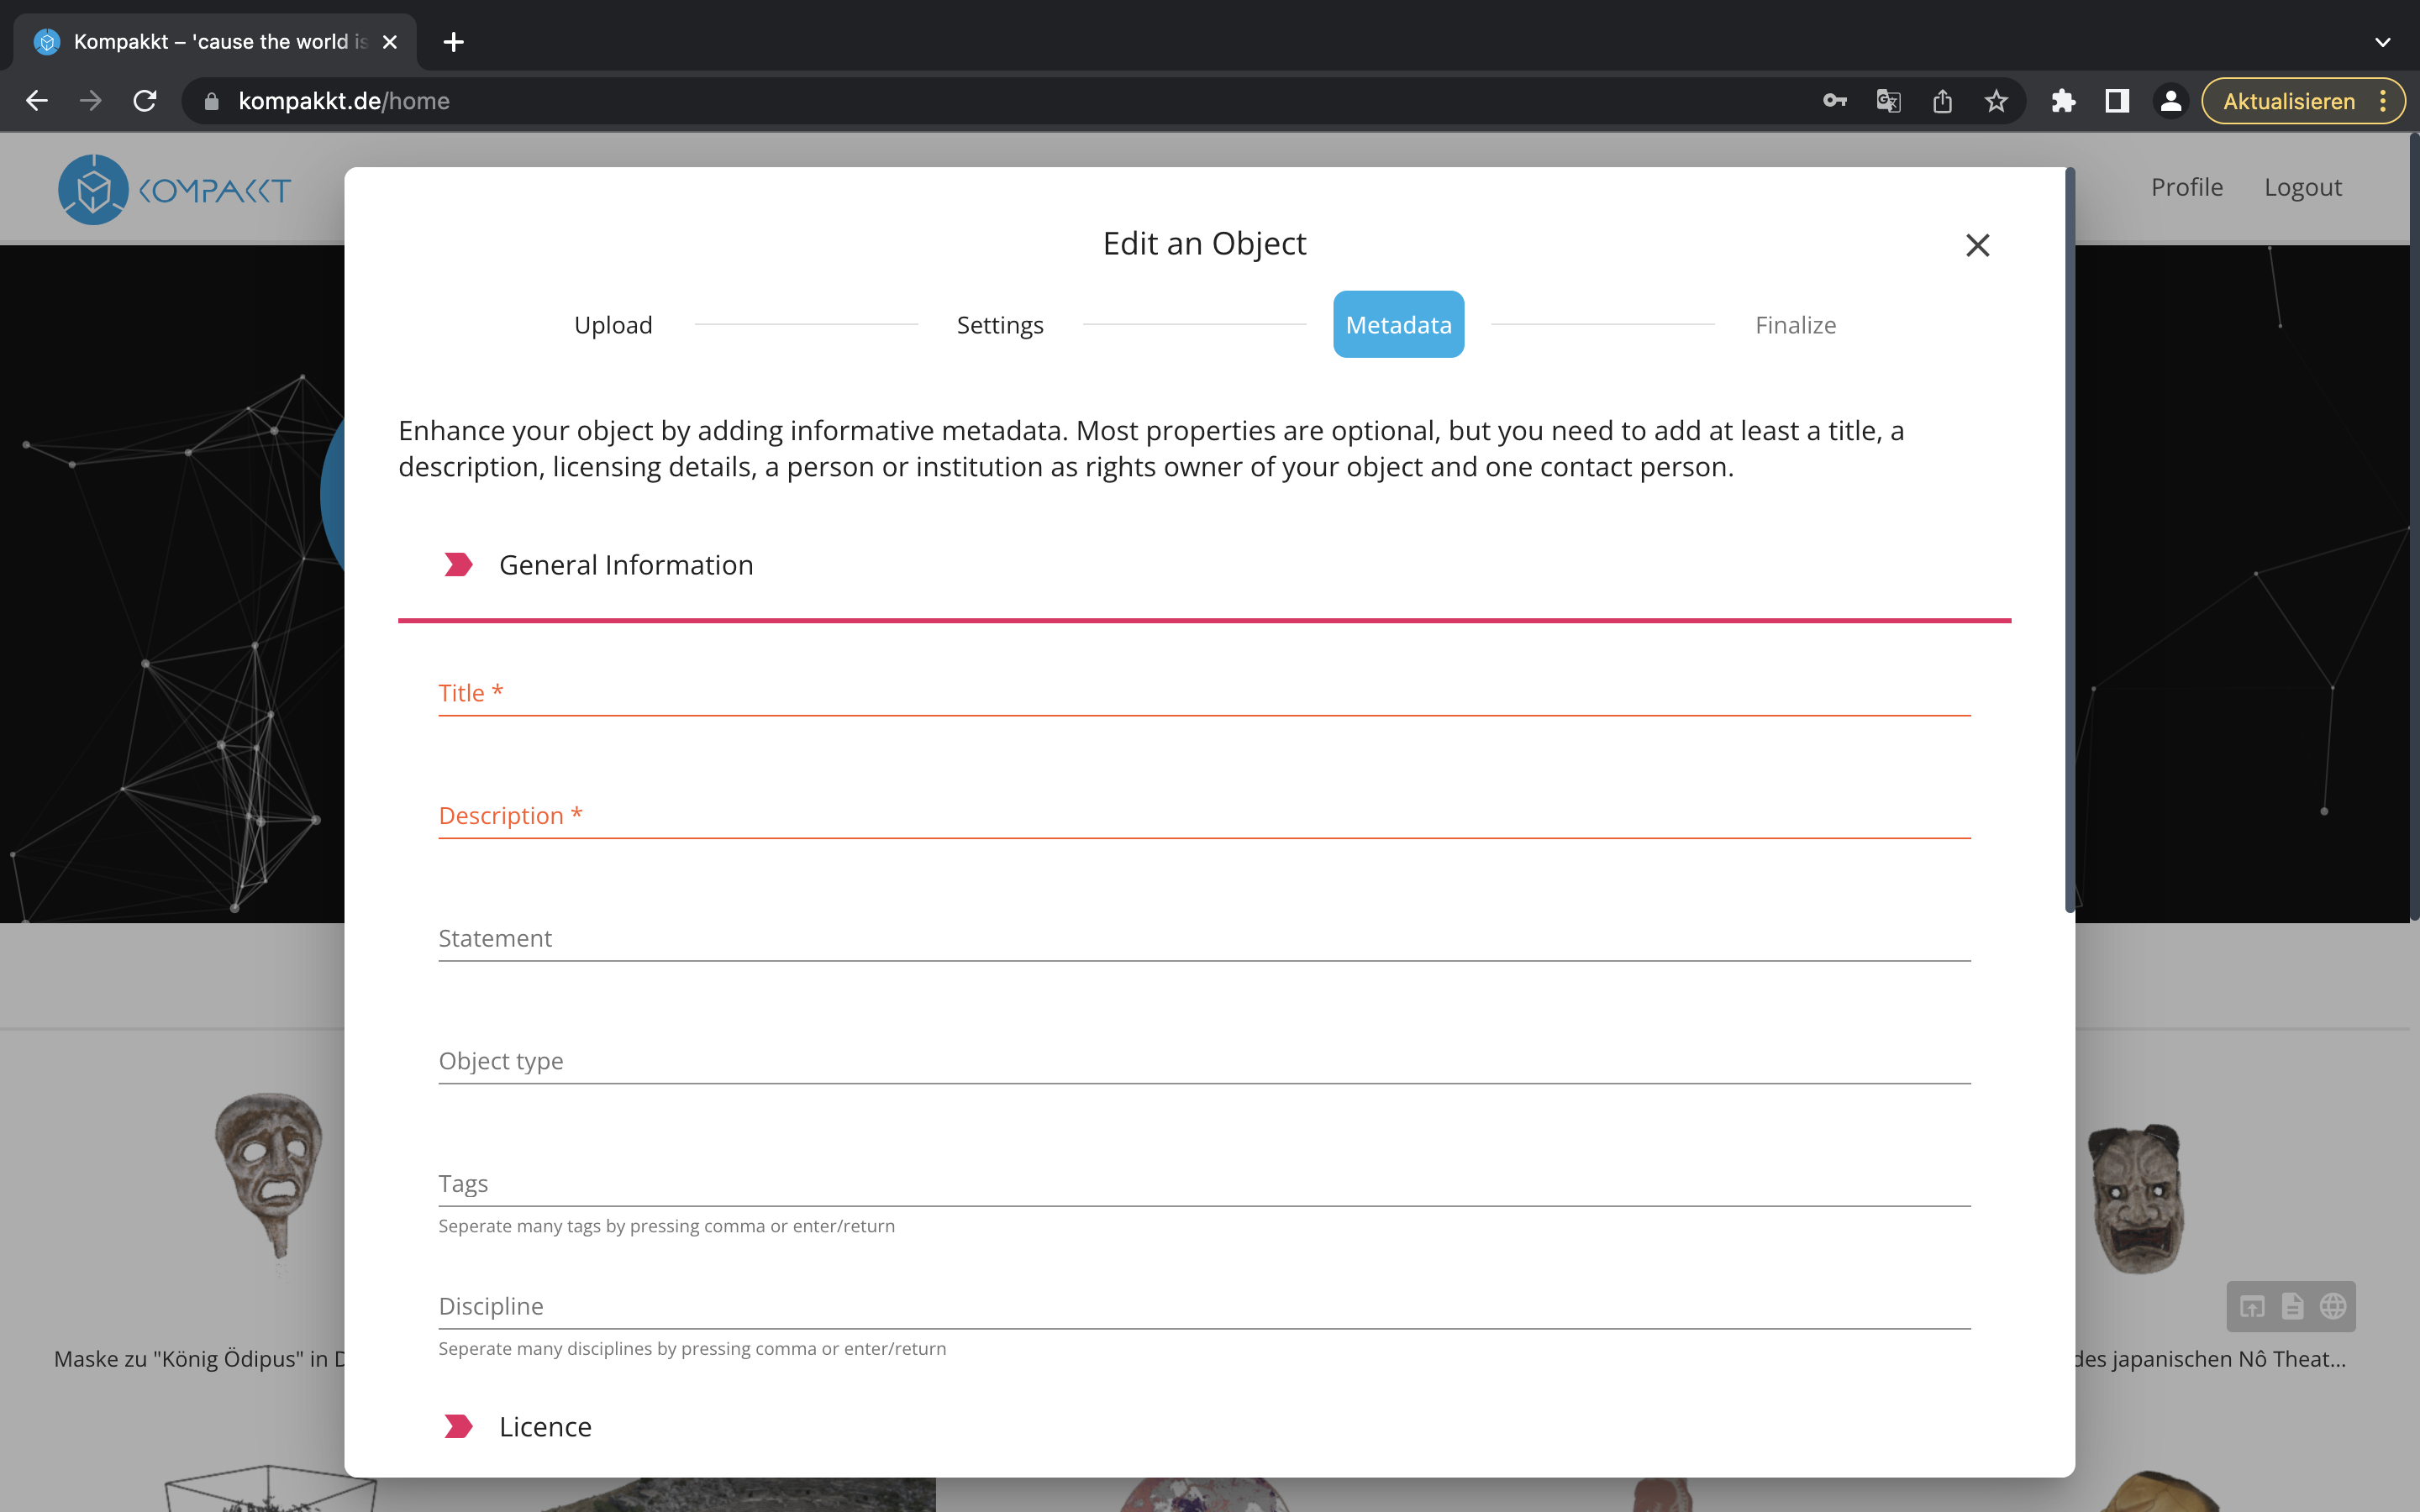 Kompakkt – 'cause the world is
kompakkt.de/home
Aktualisieren
KOMPAKKT
Profile
Logout
Edit an Object
Upload
Settings
Metadata
Finalize
Enhance your object by adding informative metadata. Most properties are optional, but you need to add at least a title, a
description, licensing details, a person or institution as rights owner of your object and one contact person.
General Information
Title *
Description *
Statement
Object type
Tags
Seperate many tags by pressing comma or enter/return
Discipline
Seperate many disciplines by pressing comma or enter/return
Maske zu "König Ödipus" in
des japanischen Nô Theat...
Licence